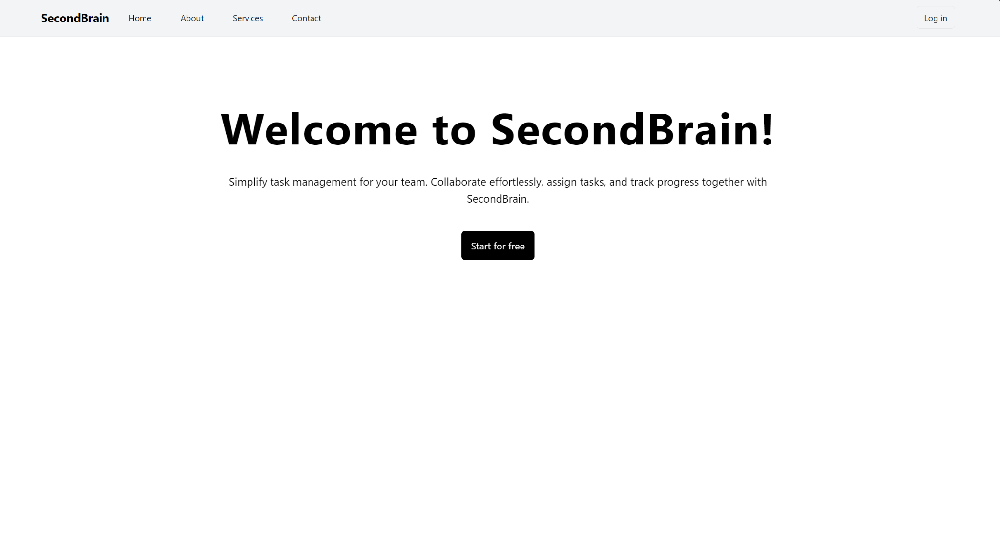 SecondBrain Home About Services Contact Log in
Welcome to SecondBrain!
Simplify task management for your team. Collaborate effortlessly, assign tasks, and track progress together with
SecondBrain.
Start for free